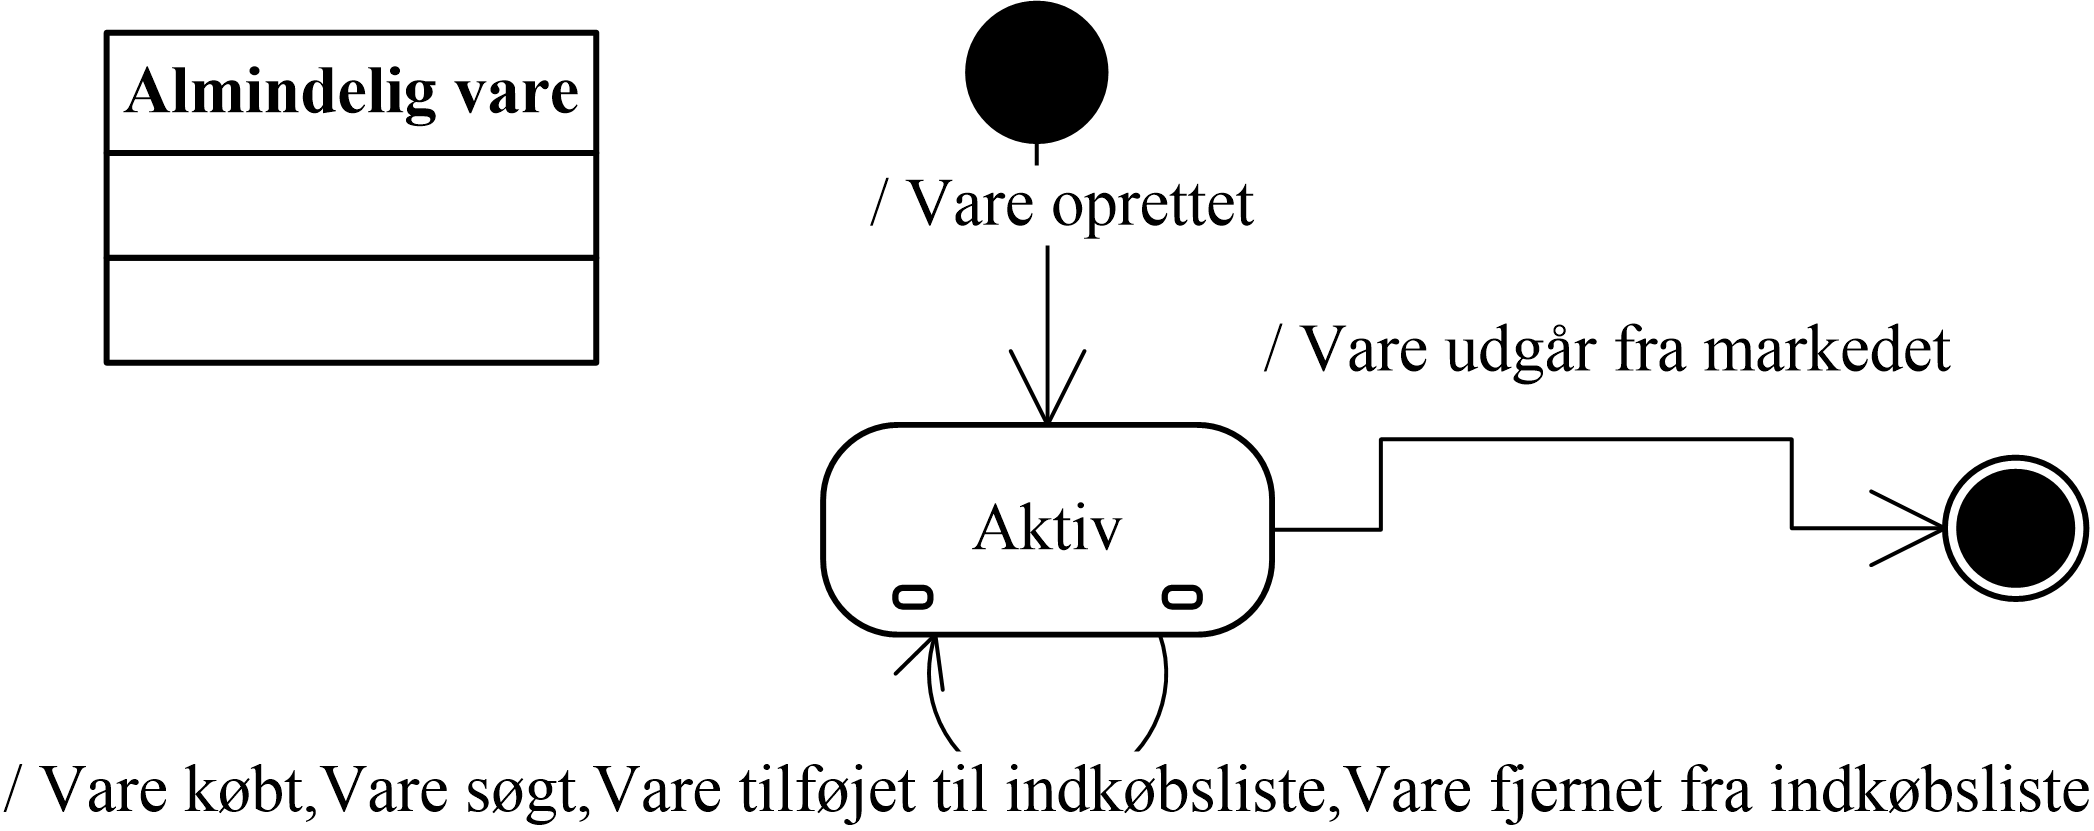 Almindelig vare
/ Vare oprettet
/ Vare udgår fra markedet
Aktiv
/ Vare købt,Vare søgt,Vare tilføjet til indkøbsliste,Vare fjernet fra indkøbsliste